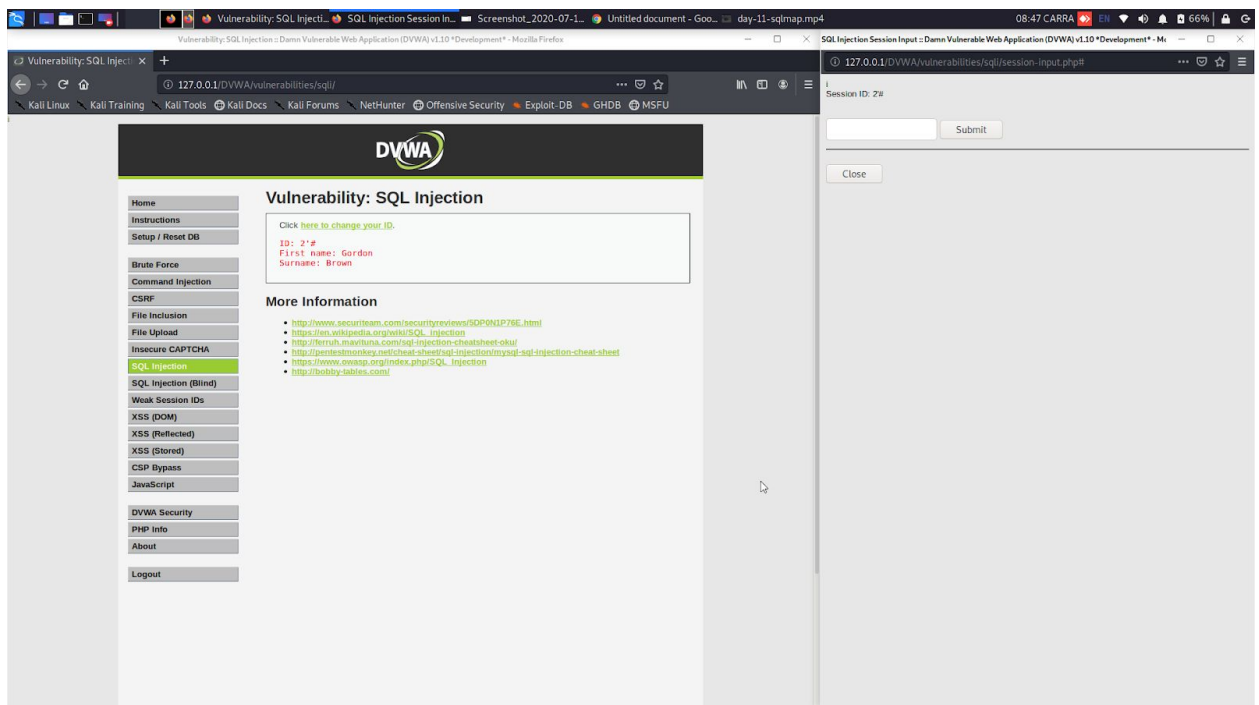 Vulnerability: SQL Injecti...
SQL Injection Session In...
Screenshot_2020-07-1...
Untitled document - Goo...
day-11-sqlmap.mp4
08:47 CARRA
EN
66%
Vulnerability: SQL Injection :: Damn Vulnerable Web Application (DVWA) v1.10 *Development* - Mozilla Firefox
Vulnerability: SQL Injecti
127.0.0.1/DVWA/vulnerabilities/sqli/
Kali Linux
Kali Training
Kali Tools
Kali Docs
Kali Forums
NetHunter
Offensive Security
Exploit-DB
GHDB
MSFU
i
DVWA
Home
Instructions
Setup / Reset DB
Brute Force
Command Injection
CSRF
File Inclusion
File Upload
Insecure CAPTCHA
SQL Injection
SQL Injection (Blind)
Weak Session IDs
XSS (DOM)
XSS (Reflected)
XSS (Stored)
CSP Bypass
JavaScript
DVWA Security
PHP Info
About
Logout
Vulnerability: SQL Injection
Click here to change your ID.
ID: 2'#
First name: Gordon
Surname: Brown
More Information
http://www.securiteam.com/securityreviews/5DP0N1P76E.html
https://en.wikipedia.org/wiki/SQL_injection
http://ferruh.mavituna.com/sql-injection-cheatsheet-oku/
http://pentestmonkey.net/cheat-sheet/sql-injection/mysql-sql-injection-cheat-sheet
https://www.owasp.org/index.php/SQL_Injection
http://bobby-tables.com/
SQL Injection Session Input :: Damn Vulnerable Web Application (DVWA) v1.10 *Development* - Mo
127.0.0.1/DVWA/vulnerabilities/sqli/session-input.php#
i
Session ID: 2'#
Submit
Close